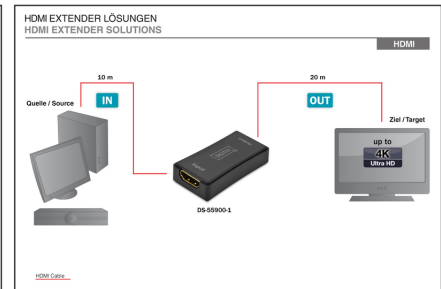 HDMI EXTENDER LÖSUNGEN
HDMI EXTENDER SOLUTIONS
HDMI
10 m
20 m
Quelle / Source
IN
OUT
Ziel / Target
up to
4K
Ultra HD
DS-55900-1
HDMI Cable